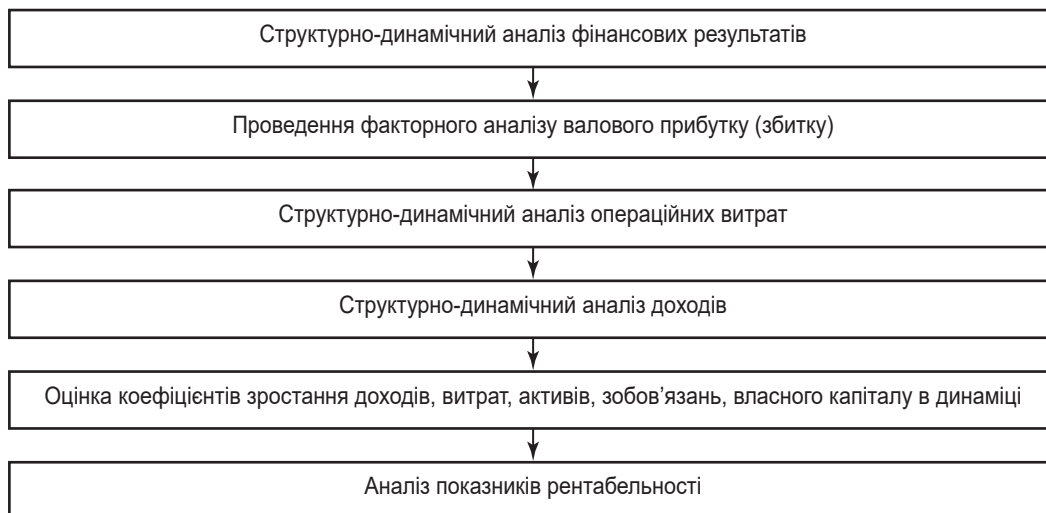 Структурно-динамічний аналіз фінансових результатів
Проведення факторного аналізу валового прибутку (збитку)
Структурно-динамічний аналіз операційних витрат
Структурно-динамічний аналіз доходів
Оцінка коефіцієнтів зростання доходів, витрат, активів, зобов’язань, власного капіталу в динаміці
Аналіз показників рентабельності